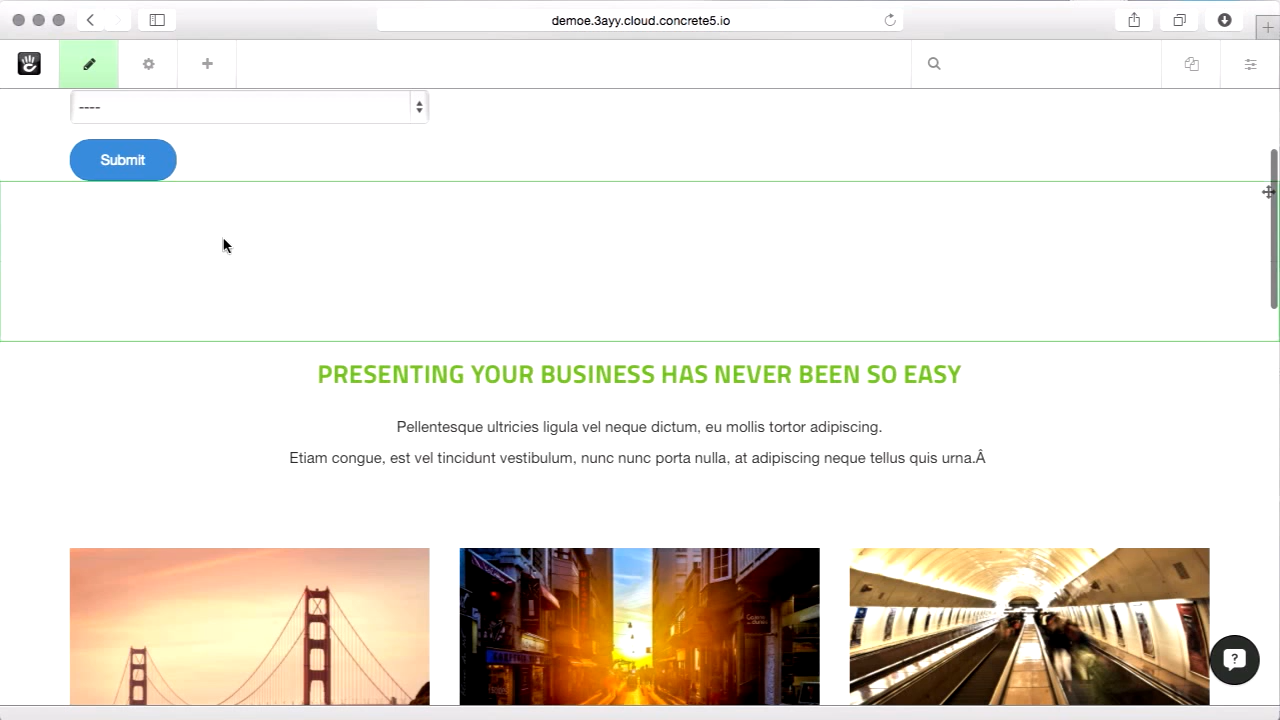 demoe.3ayy.cloud.concrete5.io
----
Submit
PRESENTING YOUR BUSINESS HAS NEVER BEEN SO EASY
Pellentesque ultricies ligula vel neque dictum, eu mollis tortor adipiscing.
Etiam congue, est vel tincidunt vestibulum, nunc nunc porta nulla, at adipiscing neque tellus quis urna.Â
?